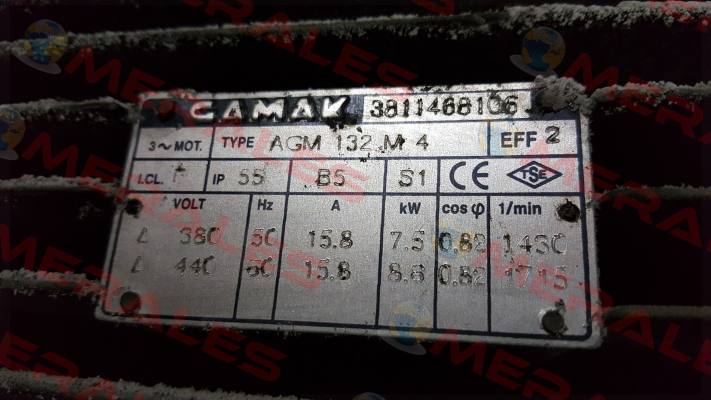 GAMAK 3811468106
3~MOT. TYPE AGM 132 M 4 EFF 2
I.CL. F IP 55 B5 S1 CE TSE
VOLT Hz A kW cos φ 1/min
Δ 380 50 15.8 7.5 0.82 1430
Δ 440 60 15.8 8.6 0.82 1715
MERALES